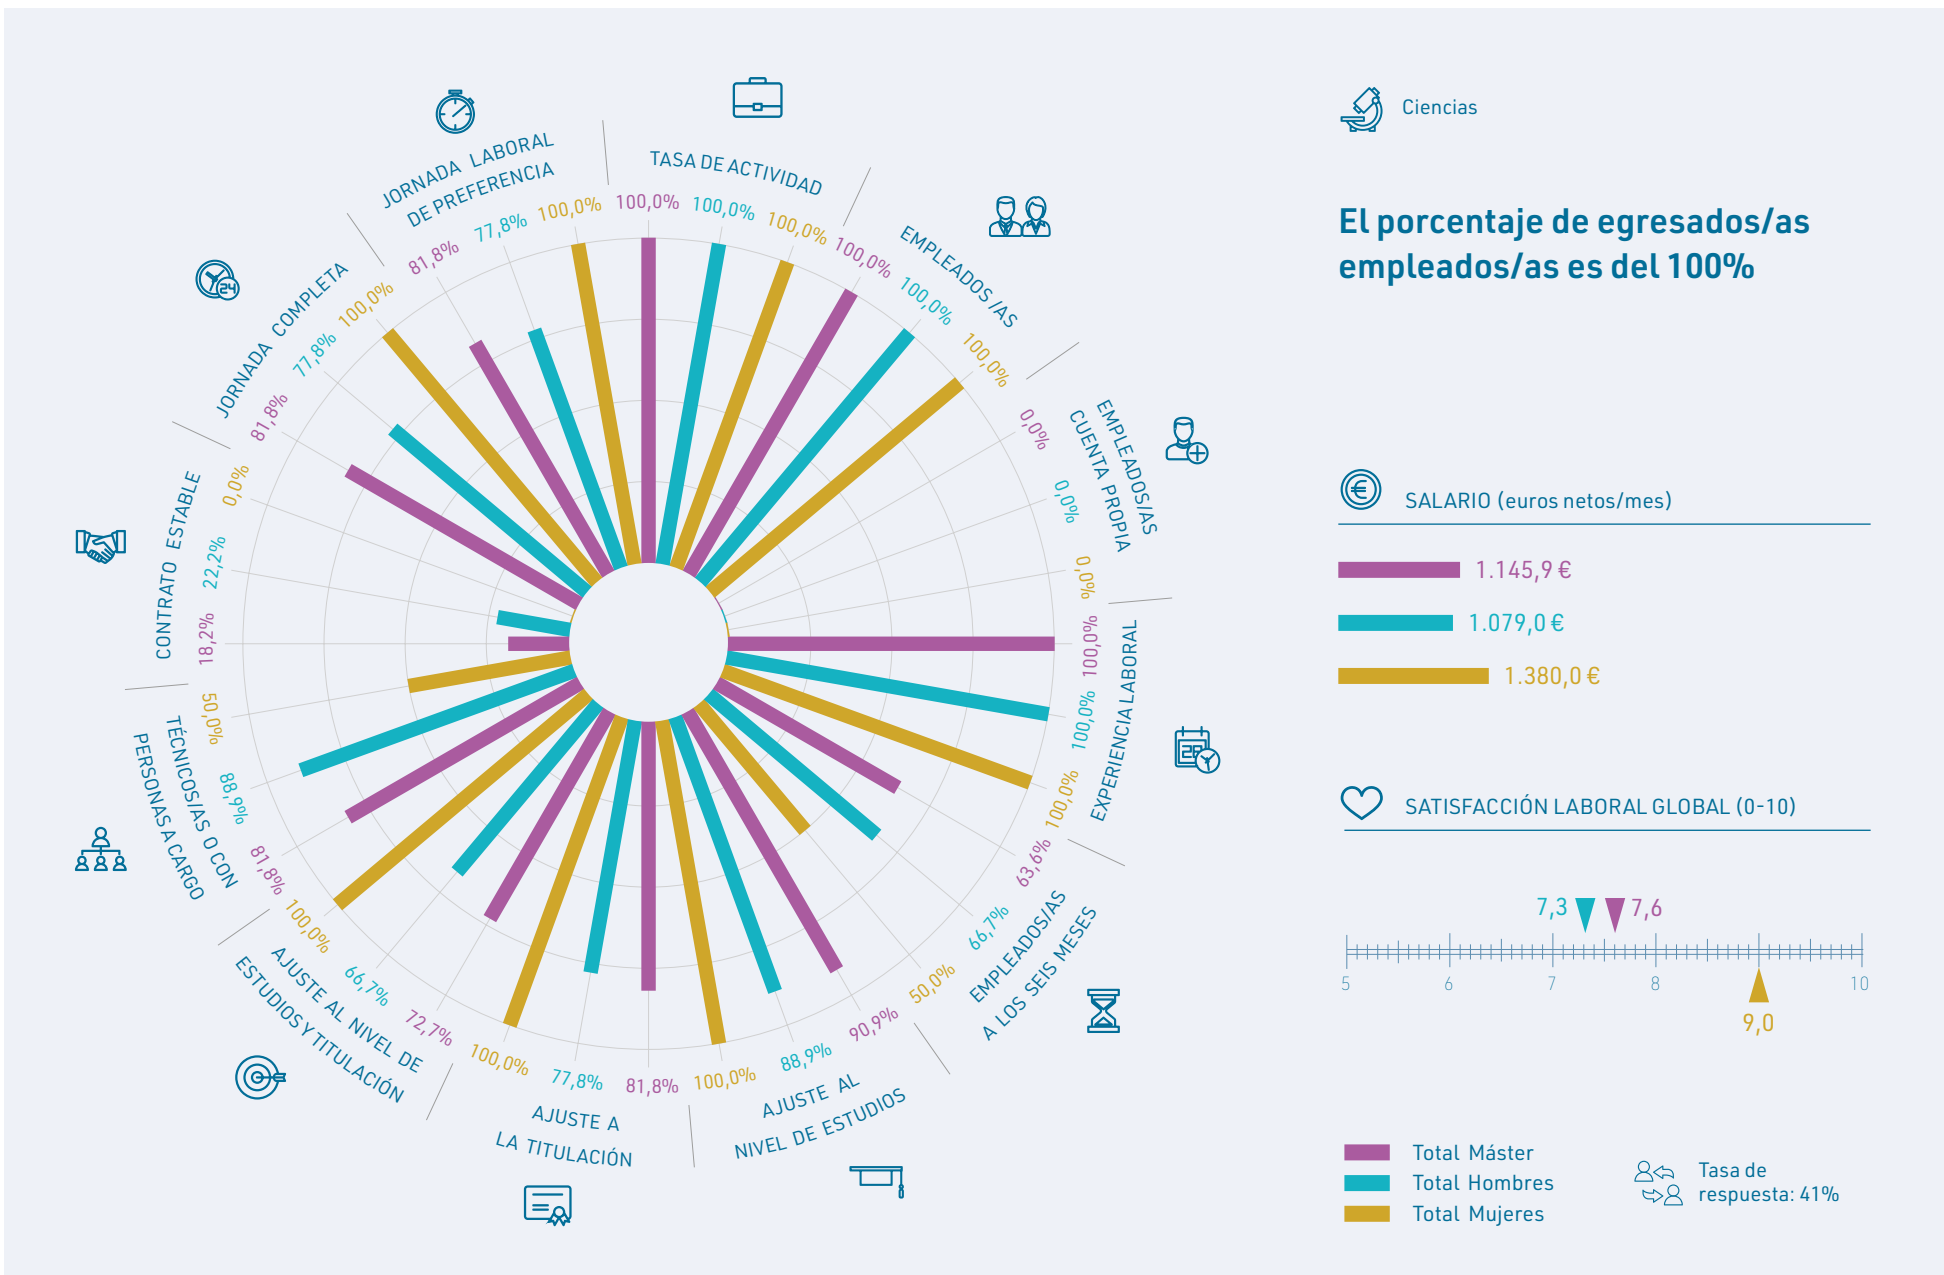 TASA DE ACTIVIDAD
100,0%
100,0%
100,0%
EMPLEADOS /AS
100,0%
100,0%
100,0%
EMPLEADOS/AS
CUENTA PROPIA
0,0%
0,0%
0,0%
EXPERIENCIA LABORAL
100,0%
100,0%
100,0%
EMPLEADOS/AS
A LOS SEIS MESES
63,6%
66,7%
50,0%
AJUSTE AL
NIVEL DE ESTUDIOS
90,9%
88,9%
100,0%
AJUSTE A
LA TITULACIÓN
81,8%
77,8%
100,0%
AJUSTE AL NIVEL DE
ESTUDIOS Y TITULACIÓN
72,7%
66,7%
100,0%
TÉCNICOS/AS O CON
PERSONAS A CARGO
81,8%
88,9%
50,0%
CONTRATO ESTABLE
18,2%
22,2%
0,0%
JORNADA COMPLETA
81,8%
77,8%
100,0%
24
JORNADA LABORAL
DE PREFERENCIA
81,8%
77,8%
100,0%
Ciencias
El porcentaje de egresados/as
empleados/as es del 100%
€ SALARIO (euros netos/mes)
1.145,9 €
1.079,0 €
1.380,0 €
SATISFACCIÓN LABORAL GLOBAL (0-10)
7,3 7,6
5 6 7 8 10
9,0
Total Máster
Total Hombres
Total Mujeres
Tasa de
respuesta: 41%